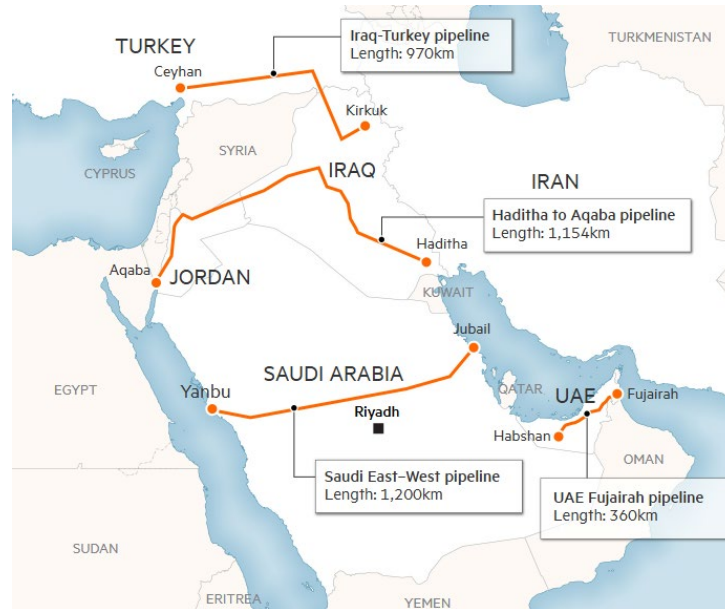 TURKEY
Iraq-Turkey pipeline
Length: 970km
TURKMENISTAN
Ceyhan
Kirkuk
SYRIA
CYPRUS
IRAQ
IRAN
Haditha to Aqaba pipeline
Length: 1,154km
Haditha
Aqaba
JORDAN
KUWAIT
Jubail
EGYPT
SAUDI ARABIA
Yanbu
QATAR
UAE
Fujairah
Riyadh
Habshan
OMAN
Saudi East–West pipeline
Length: 1,200km
UAE Fujairah pipeline
Length: 360km
SUDAN
ERITREA
YEMEN